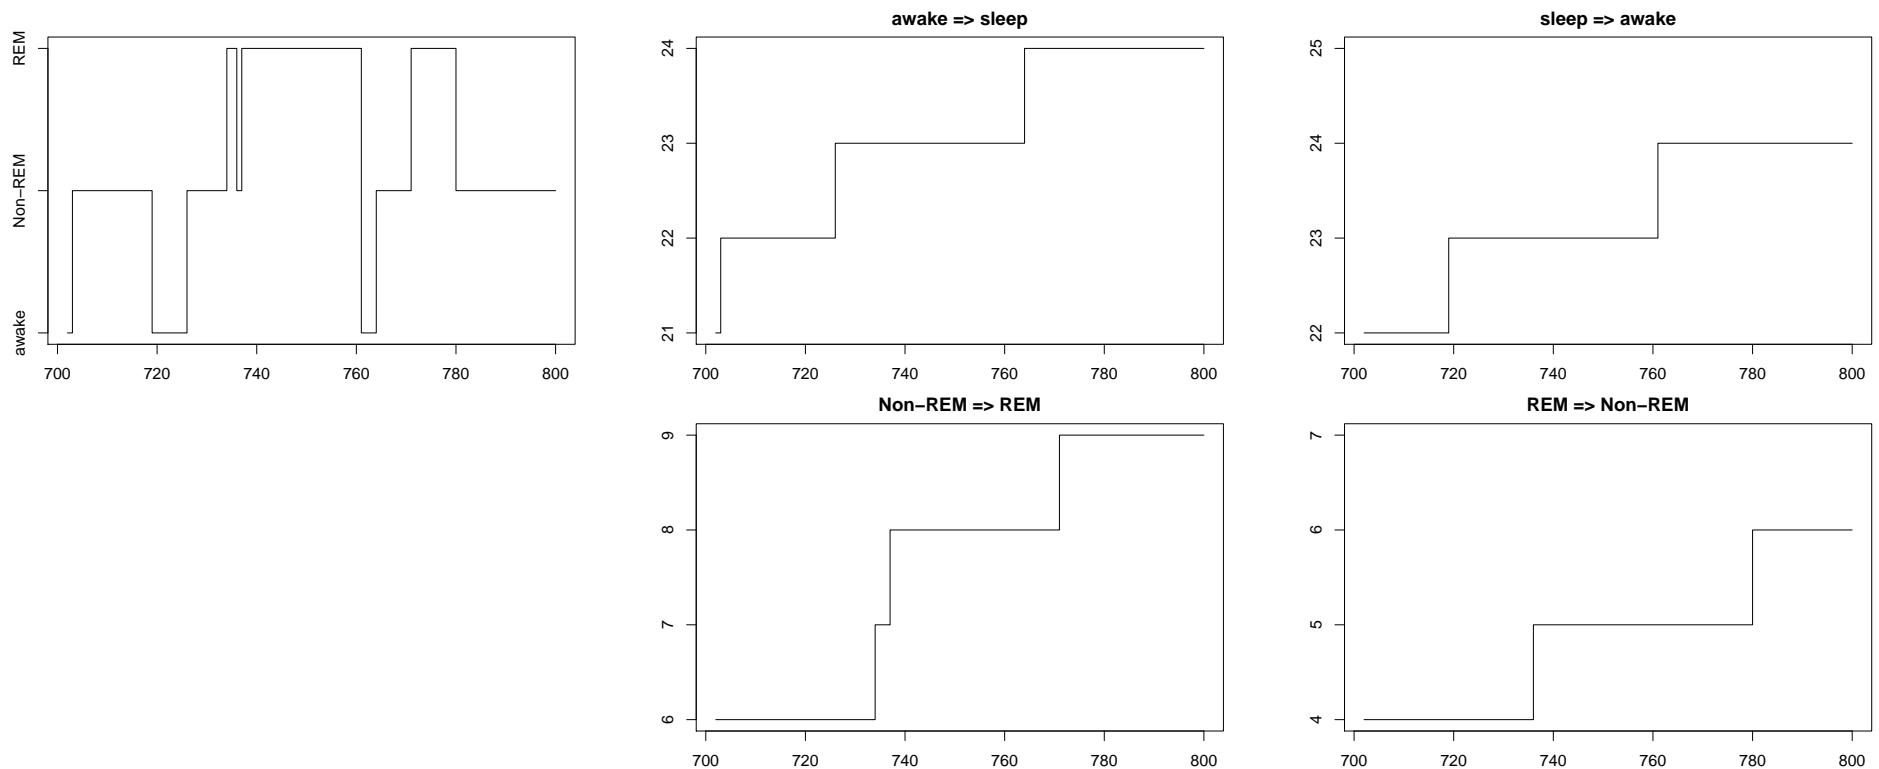 awake => sleep
sleep => awake
REM
Non−REM
awake
700 720 740 760 780 800
24
23
22
21
700 720 740 760 780 800
25
24
23
22
700 720 740 760 780 800
Non−REM => REM
REM => Non−REM
9
8
7
6
700 720 740 760 780 800
7
6
5
4
700 720 740 760 780 800